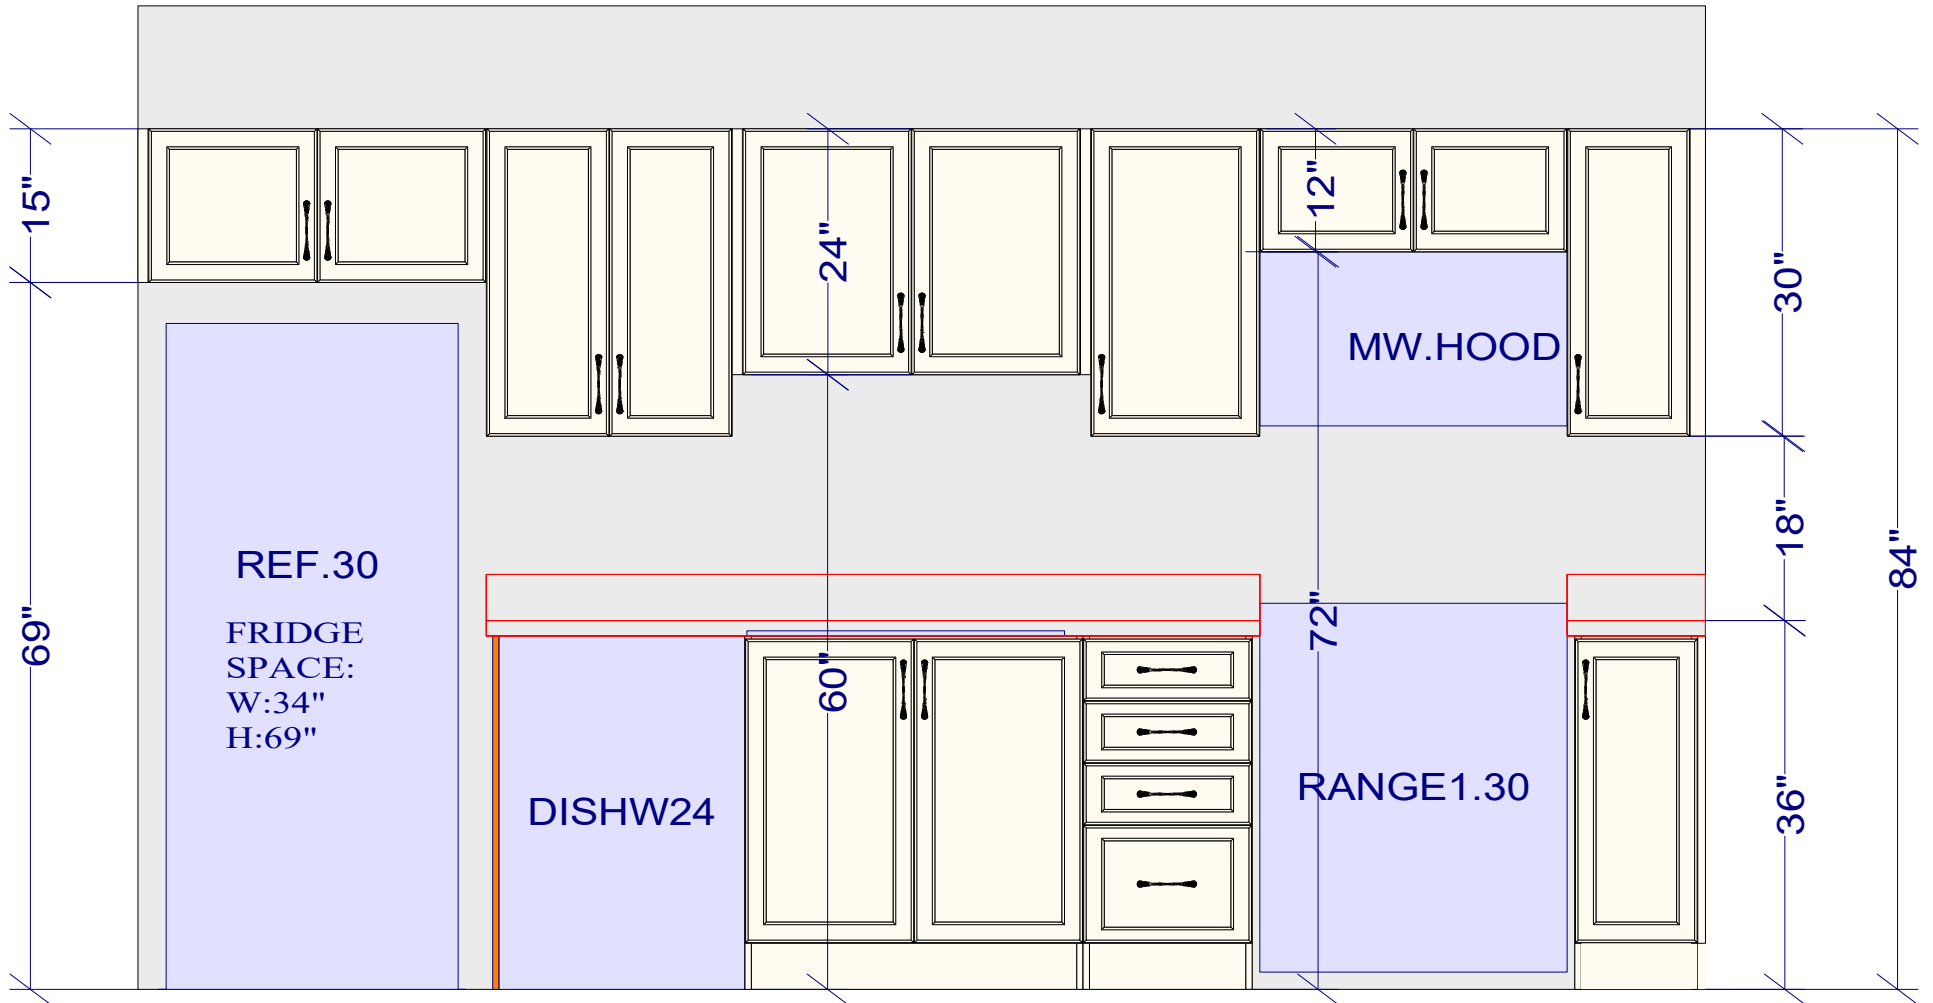 15"
24"
12"
30"
MW.HOOD
REF.30
FRIDGE
SPACE:
W:34"
H:69"
69"
60"
72"
18"
84"
DISHW24
RANGE1.30
36"